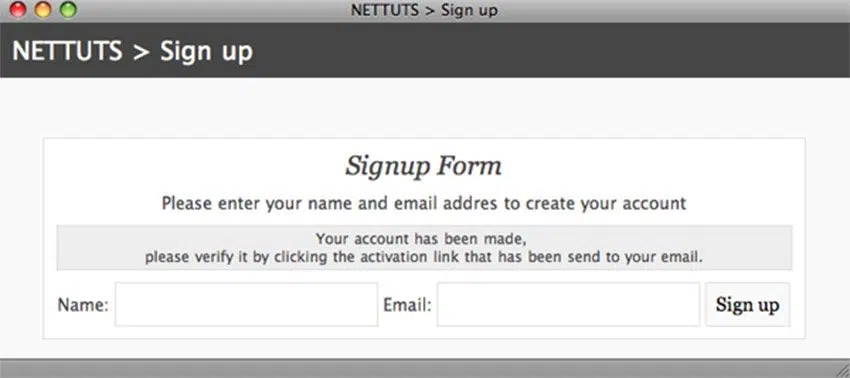 NETTUTS > Sign up
NETTUTS > Sign up
Signup Form
Please enter your name and email addres to create your account
Your account has been made,
please verify it by clicking the activation link that has been send to your email.
Name: Email: Sign up